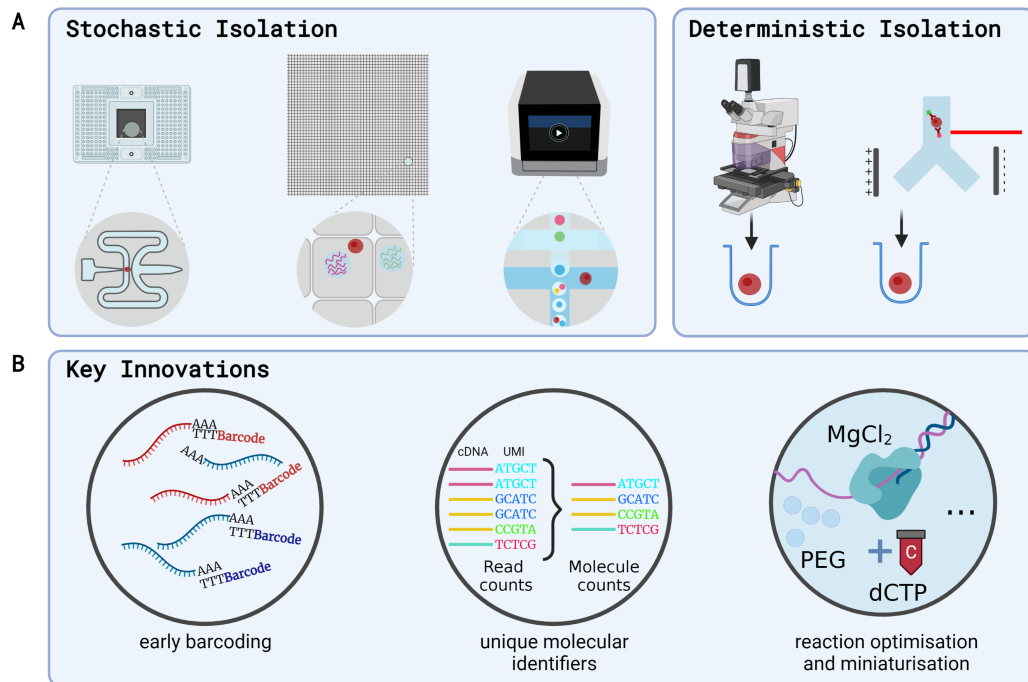 A
Stochastic Isolation
Deterministic Isolation
+
+
+
+
+
-
-
-
-
-
B
Key Innovations
AAA
TTTBarcode
AAA
AAA
TTTBarcode
AAA
TTTBarcode
AAA
TTTBarcode
early barcoding
cDNA UMI
ATGCT
ATGCT
GCATC
GCATC
CCGTA
TCTCG
Read
counts
ATGCT
GCATC
CCGTA
TCTCG
Molecule
counts
unique molecular
identifiers
MgCl₂
...
PEG
+
C
dCTP
reaction optimisation
and miniaturisation